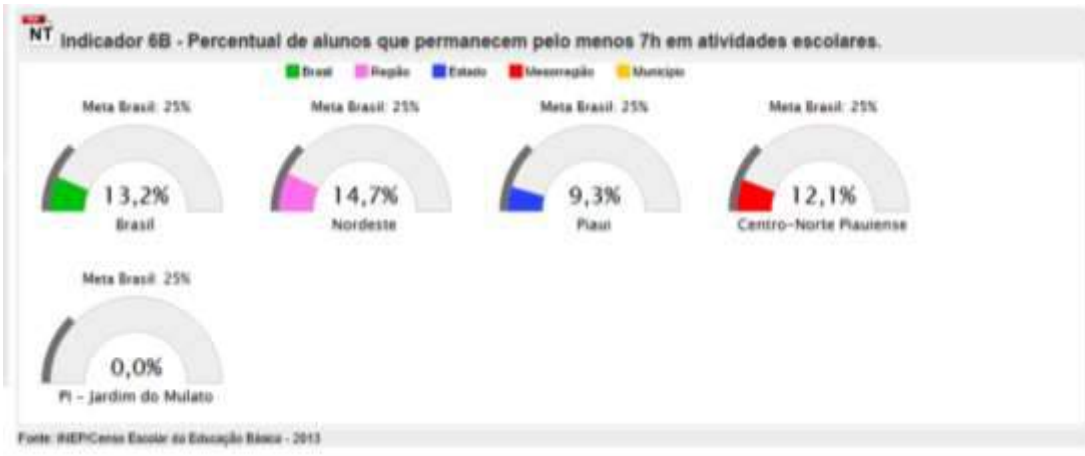 NT Indicador 6B - Percentual de alunos que permanecem pelo menos 7h em atividades escolares.
Brasil Região Estado Mesorregião Município
Meta Brasil: 25% Meta Brasil: 25% Meta Brasil: 25% Meta Brasil: 25%
13,2% 14,7% 9,3% 12,1%
Brasil Nordeste Piauí Centro-Norte Piauiense
Meta Brasil: 25%
0,0%
PI - Jardim do Mulato
Fonte: INEP/Censo Escolar da Educação Básica - 2013